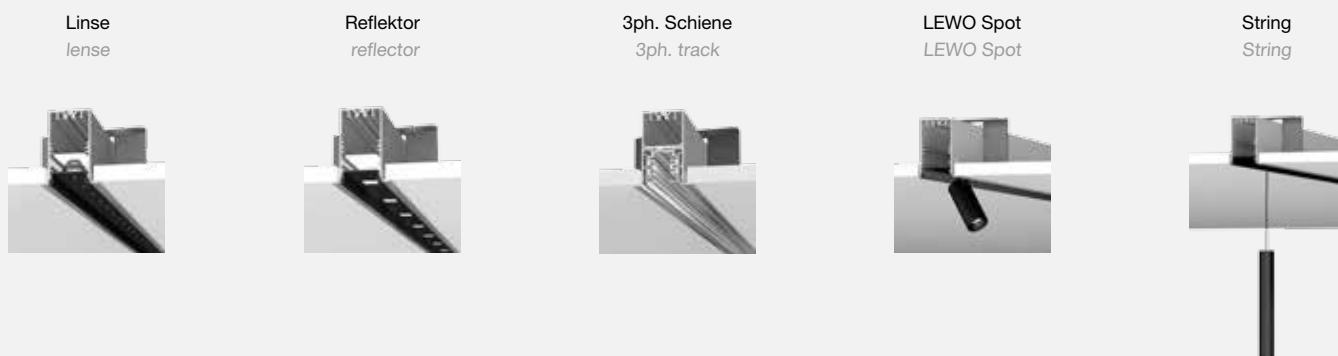 Linse
lense
Reflektor
reflector
3ph. Schiene
3ph. track
LEWO Spot
LEWO Spot
String
String